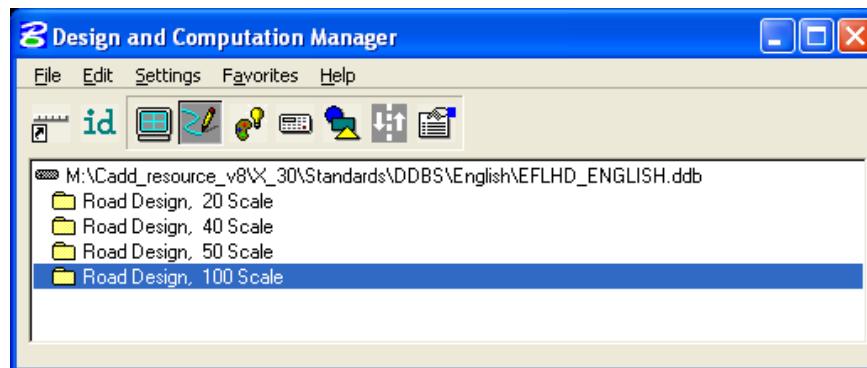 Design and Computation Manager
File Edit Settings Favorites Help
id
M:\Cadd_resource_v8\X_30\Standards\DDBS\English\EFLHD_ENGLISH.ddb
Road Design, 20 Scale
Road Design, 40 Scale
Road Design, 50 Scale
Road Design, 100 Scale